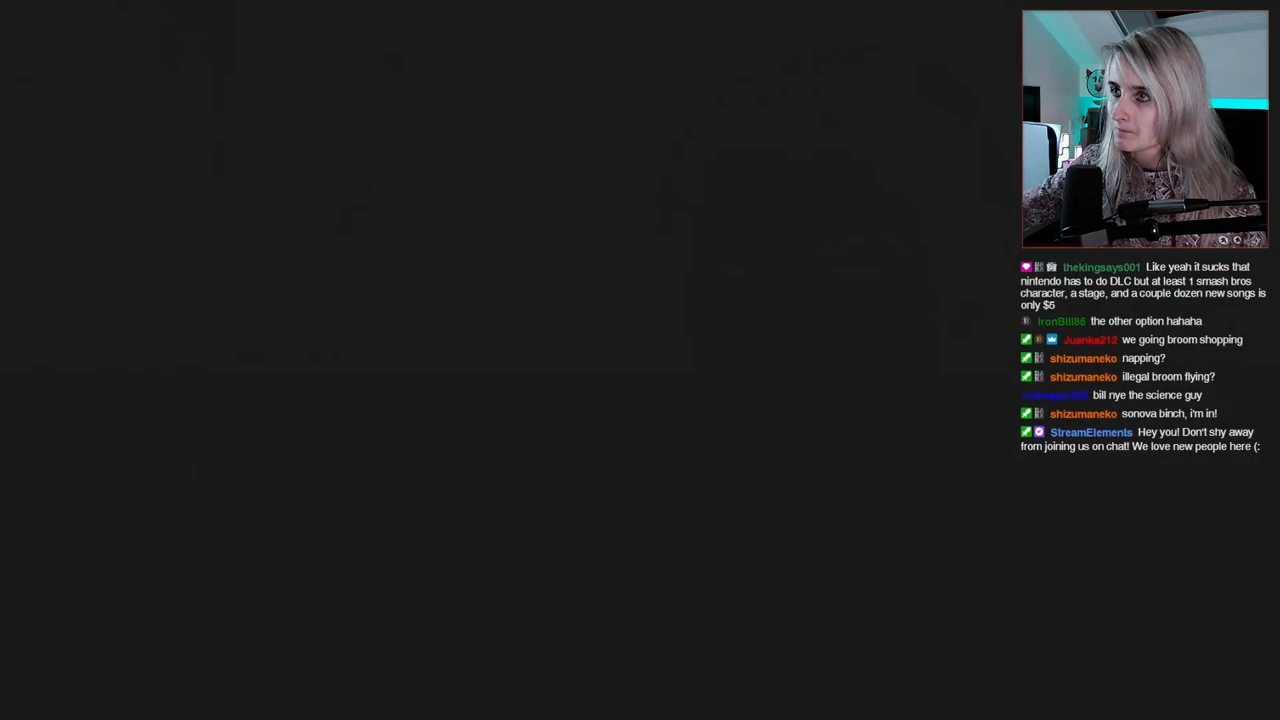 thekingsays001 Like yeah it sucks that
nintendo has to do DLC but at least 1 smash bros
character, a stage, and a couple dozen new songs is
only $5
IronBill86 the other option hahaha
Juanka212 we going broom shopping
shizumaneko napping?
shizumaneko illegal broom flying?
bill nye the science guy
shizumaneko sonova binch, i'm in!
StreamElements Hey you! Don't shy away
from joining us on chat! We love new people here (: